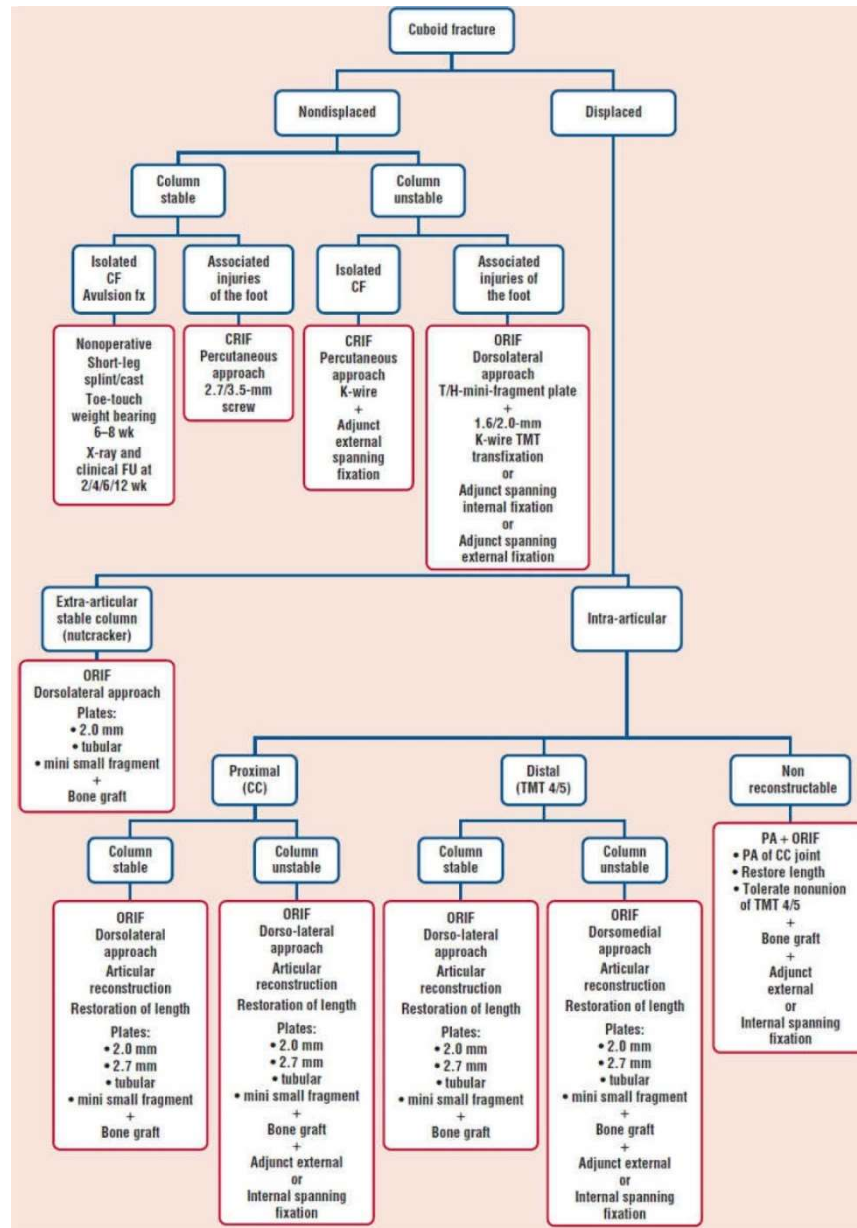 Cuboid fracture
Nondisplaced
Displaced
Column
stable
Column
unstable
Isolated
CF
Avulsion fx
Associated
injuries
of the foot
Isolated
CF
Associated
injuries of
the foot
Nonoperative
Short-leg
splint/cast
Toe-touch
weight bearing
6–8 wk
X-ray and
clinical FU at
2/4/6/12 wk
CRIF
Percutaneous
approach
2.7/3.5-mm
screw
CRIF
Percutaneous
approach
K-wire
+
Adjunct
external
spanning
fixation
ORIF
Dorsolateral
approach
T/H-mini-fragment plate
+
1.6/2.0-mm
K-wire TMT
transfixation
or
Adjunct spanning
internal fixation
or
Adjunct spanning
external fixation
Extra-articular
stable column
(nutcracker)
Intra-articular
ORIF
Dorsolateral approach
Plates:
• 2.0 mm
• tubular
• mini small fragment
+
Bone graft
Proximal
(CC)
Distal
(TMT 4/5)
Non
reconstructable
Column
stable
Column
unstable
Column
stable
Column
unstable
PA + ORIF
• PA of CC joint
• Restore length
• Tolerate nonunion
of TMT 4/5
+
Bone graft
+
Adjunct
external
or
Internal spanning
fixation
ORIF
Dorsolateral
approach
Articular
reconstruction
Restoration of length
Plates:
• 2.0 mm
• 2.7 mm
• tubular
• mini small fragment
+
Bone graft
ORIF
Dorso-lateral
approach
Articular
reconstruction
Restoration of length
Plates:
• 2.0 mm
• 2.7 mm
• tubular
• mini small fragment
+
Bone graft
+
Adjunct external
or
Internal spanning
fixation
ORIF
Dorso-lateral
approach
Articular
reconstruction
Restoration of length
Plates:
• 2.0 mm
• 2.7 mm
• tubular
• mini small fragment
+
Bone graft
ORIF
Dorsomedial
approach
Articular
reconstruction
Restoration of length
Plates:
• 2.0 mm
• 2.7 mm
• tubular
• mini small fragment
+
Bone graft
+
Adjunct external
or
Internal spanning
fixation